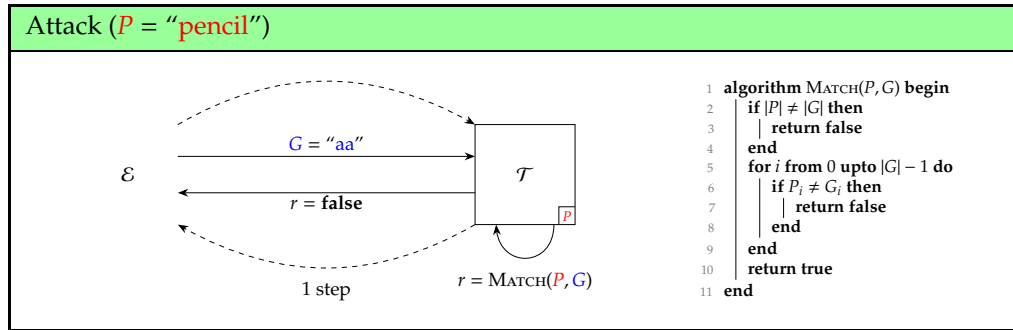 Attack (P = “pencil”)
ℰ
G = “aa”
r = false
1 step
𝒯
P
r = Match(P, G)
1 algorithm Match(P, G) begin
2 if |P| ≠ |G| then
3 return false
4 end
5 for i from 0 upto |G| − 1 do
6 if Pᵢ ≠ Gᵢ then
7 return false
8 end
9 end
10 return true
11 end